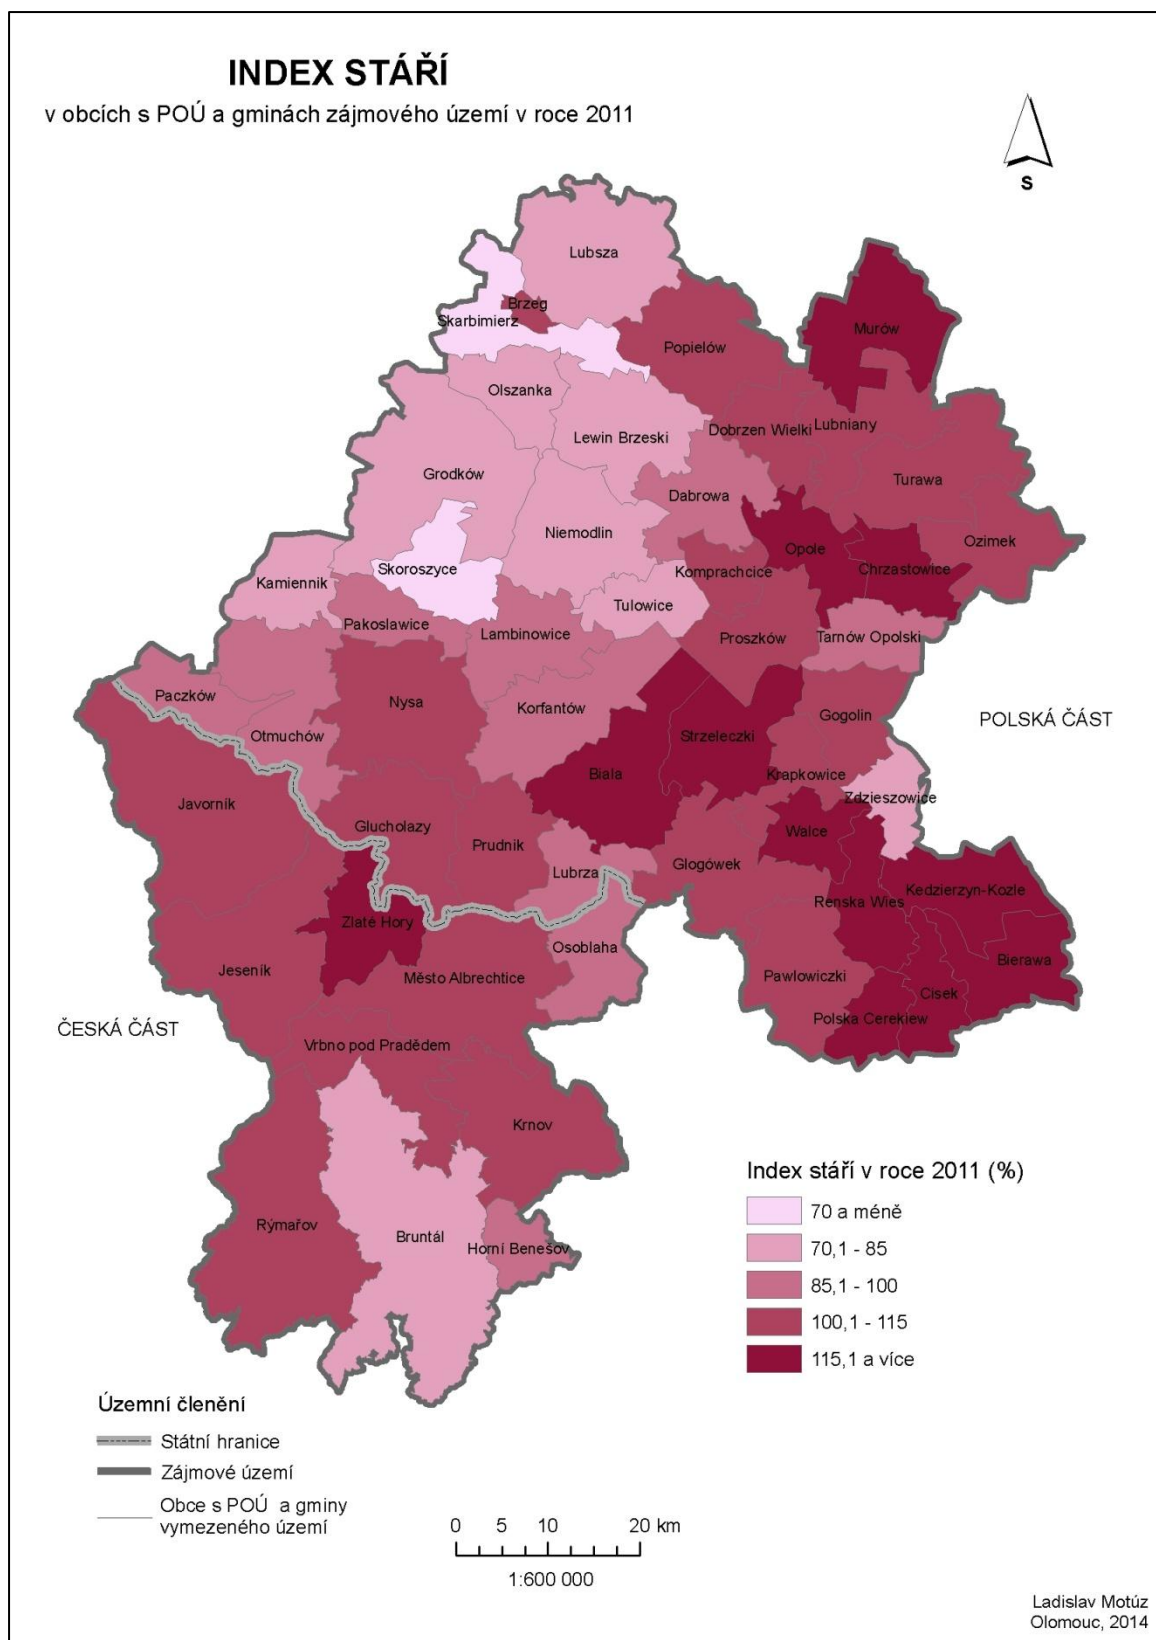 INDEX STÁŘÍ
v obcích s POÚ a gminách zájmového území v roce 2011
S
Lubsza
Brzeg
Skarbimierz
Murów
Popielów
Olszanka
Lewin Brzeski
Dobrzen Wielki
Lubniany
Grodków
Dabrowa
Turawa
Niemodlin
Opole
Ozimek
Skoroszyce
Komprachcice
Chrzastowice
Kamiennik
Tulowice
Pakoslawice
Lambinowice
Proszków
Tarnów Opolski
Paczków
Nysa
Korfantów
Gogolin
POLSKÁ ČÁST
Otmuchów
Strzeleczki
Biala
Krapkowice
Javorník
Zdzieszowice
Glucholazy
Prudnik
Walce
Lubrza
Glogówek
Kedzierzyn-Kozle
Renska Wies
Zlaté Hory
Osoblaha
Bierawa
Jeseník
Město Albrechtice
Pawlowiczki
Cisek
ČESKÁ ČÁST
Polska Cerekiew
Vrbno pod Pradědem
Krnov
Rýmařov
Bruntál
Horní Benešov
Index stáří v roce 2011 (%)
70 a méně
70,1 - 85
85,1 - 100
100,1 - 115
115,1 a více
Územní členění
Státní hranice
Zájmové území
Obce s POÚ a gminy
vymezeného území
0 5 10 20 km
1:600 000
Ladislav Motúz
Olomouc, 2014